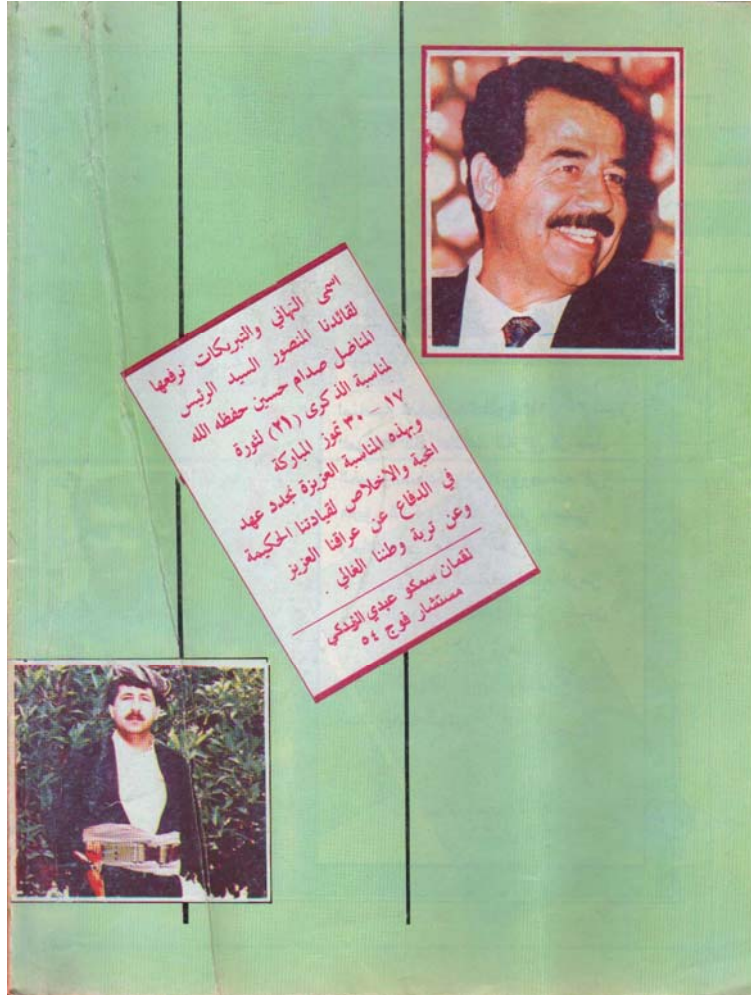 اسمى التهاني والتبريكات نرفعها
لقائدنا المنصور السيد الرئيس
المناضل صدام حسين حفظه الله
لمناسبة الذكرى (٢١) لثورة
١٧ – ٣٠ تموز المباركة
وبهذه المناسبة العزيزة نجدد عهد
المحبة والاخلاص لقيادتنا الحكيمة
في الدفاع عن عراقنا العزيز
وعن تربة وطننا الغالي .
لقمان سمكو عبدي
مستشار فوج ٥٤